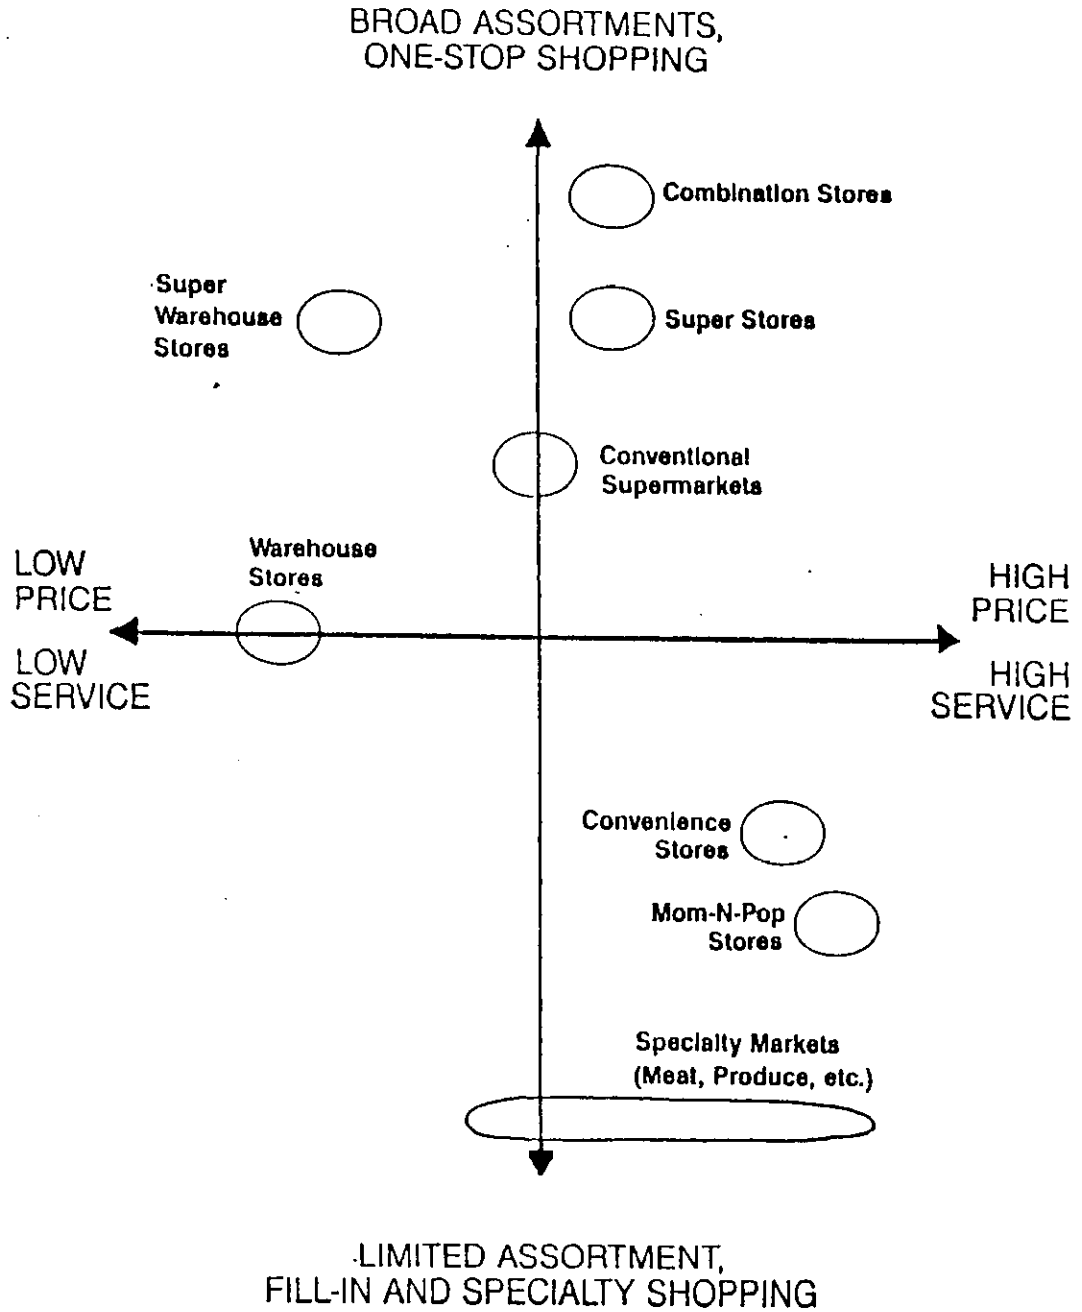 BROAD ASSORTMENTS,
ONE-STOP SHOPPING
Combination Stores
Super
Warehouse
Stores
Super Stores
Conventional
Supermarkets
Warehouse
Stores
LOW
PRICE
HIGH
PRICE
LOW
SERVICE
HIGH
SERVICE
Convenience
Stores
Mom-N-Pop
Stores
Specialty Markets
(Meat, Produce, etc.)
LIMITED ASSORTMENT,
FILL-IN AND SPECIALTY SHOPPING